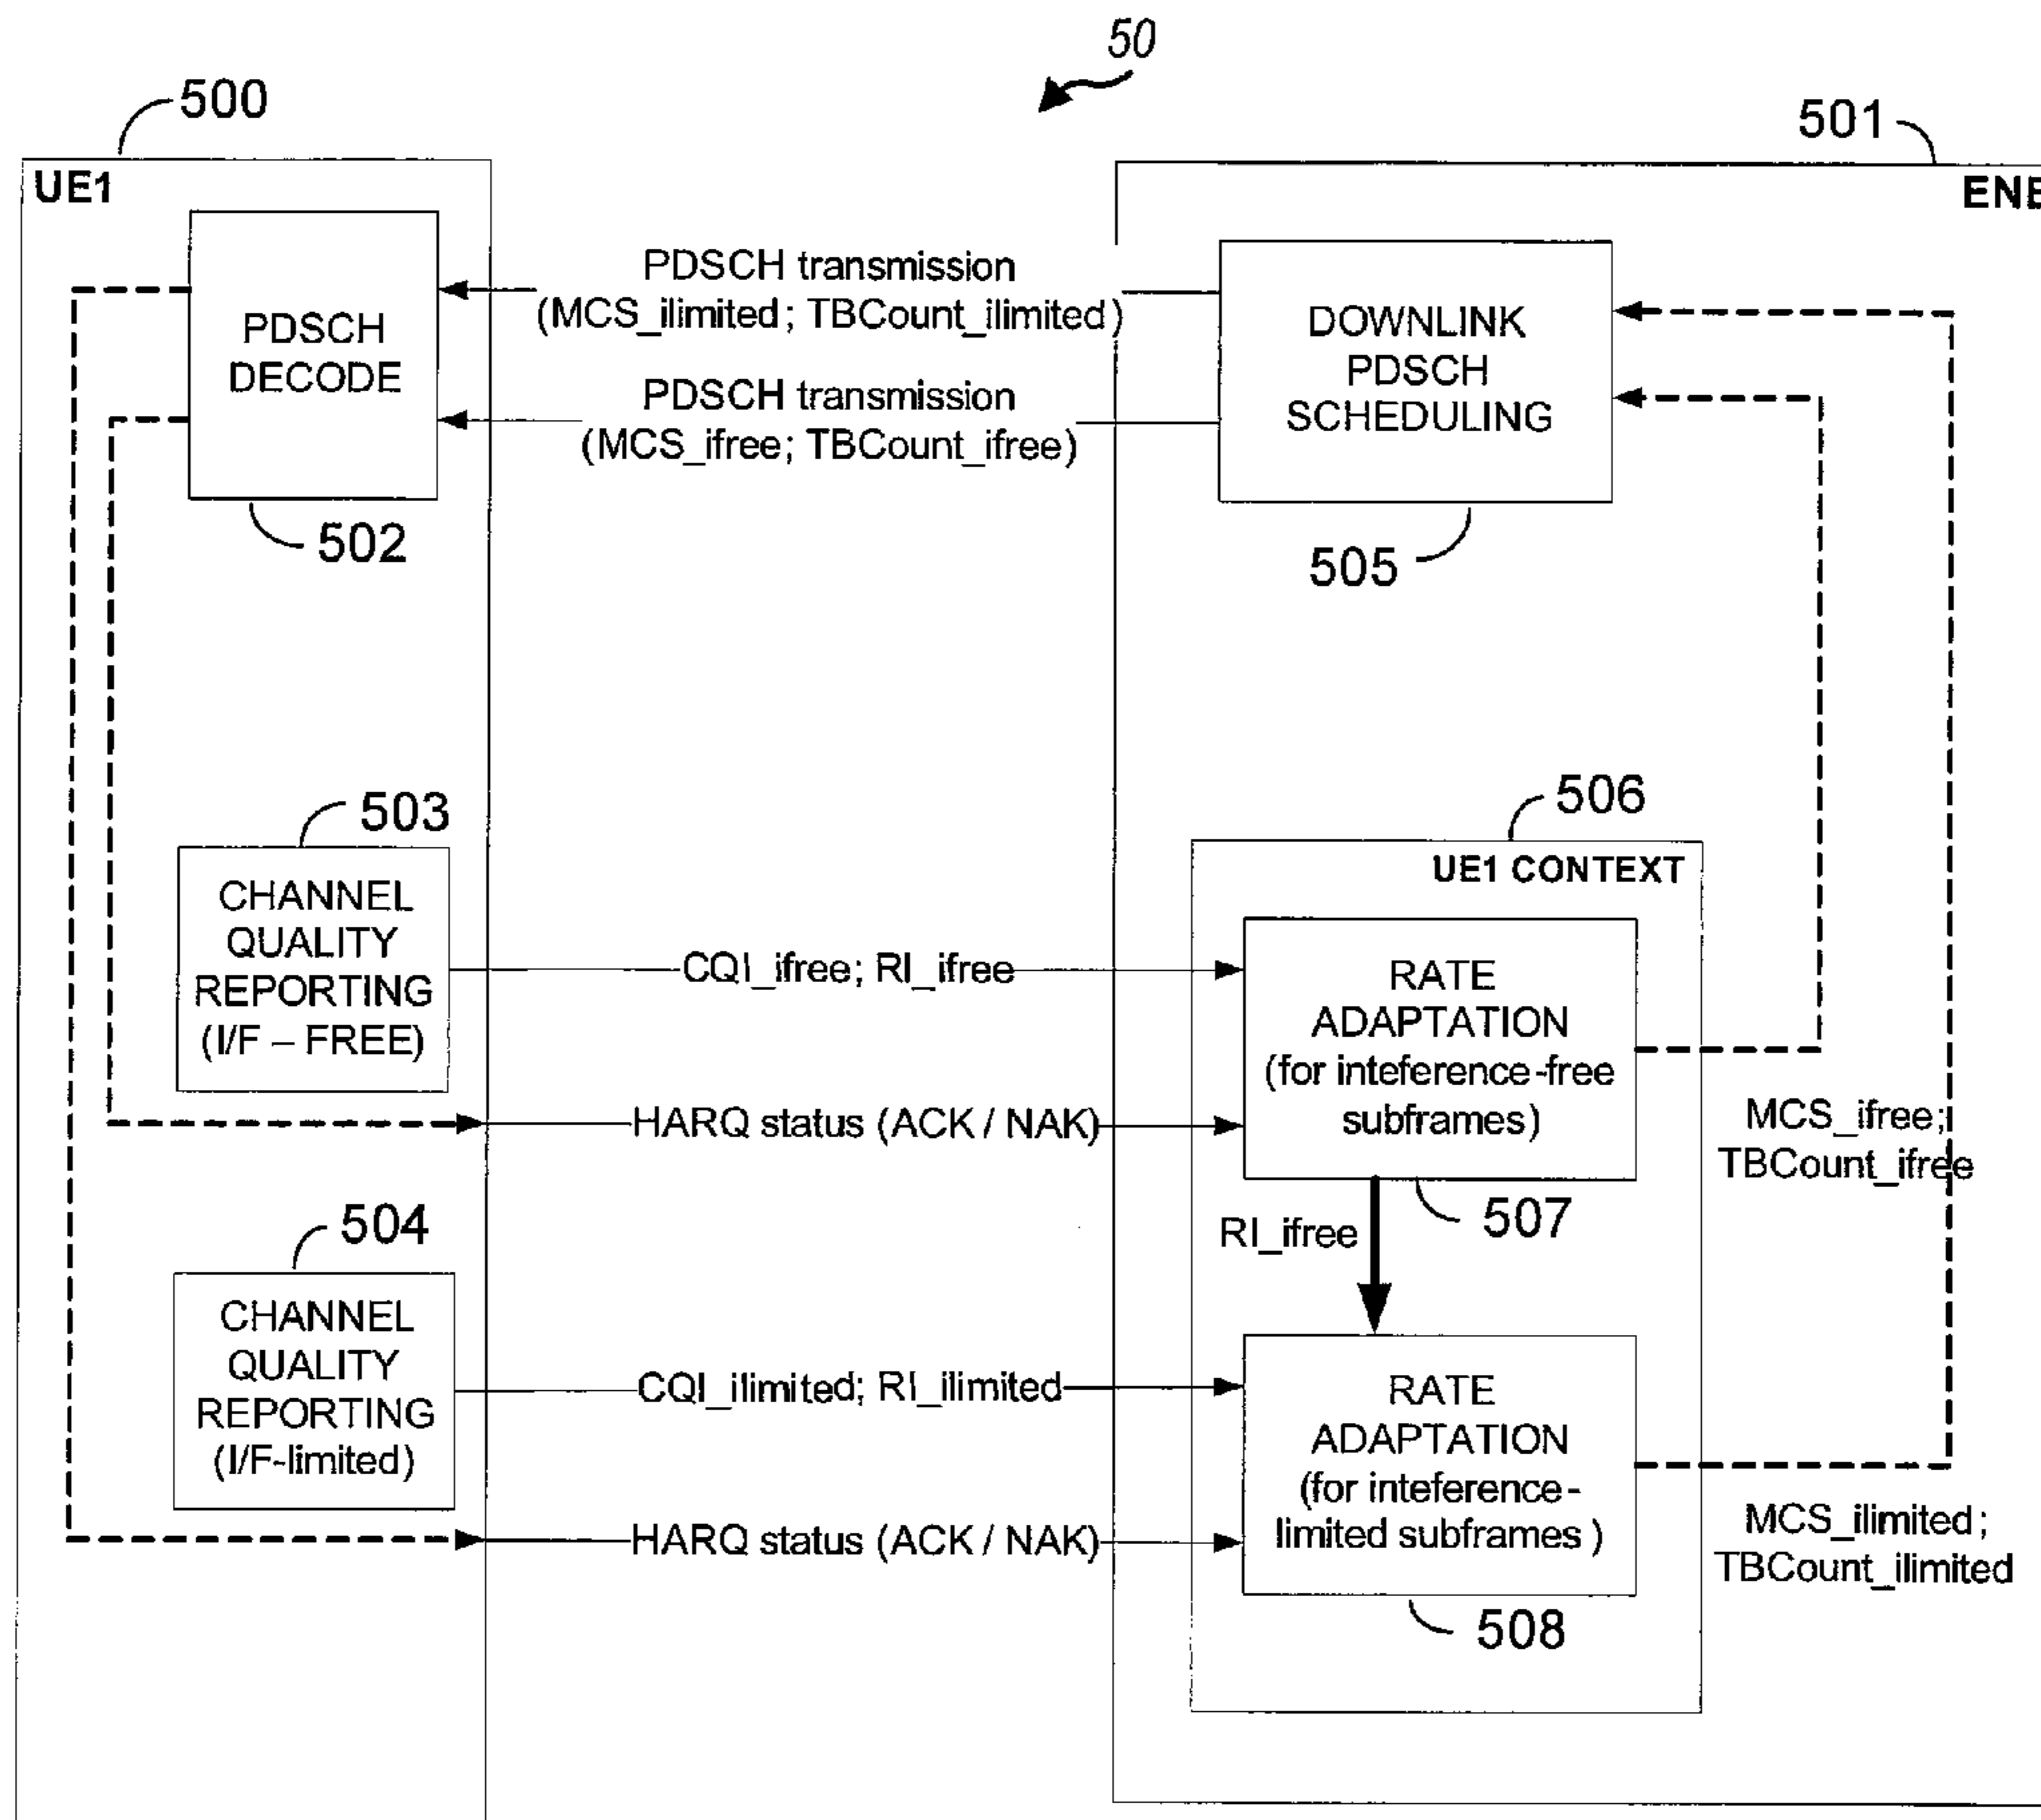 50
500
501
UE1
ENB
PDSCH
DECODE
PDSCH transmission
(MCS_ilimited; TBCount_ilimited)
PDSCH transmission
(MCS_ifree; TBCount_ifree)
DOWNLINK
PDSCH
SCHEDULING
502
505
503
506
CHANNEL
QUALITY
REPORTING
(I/F – FREE)
UE1 CONTEXT
CQI_ifree; RI_ifree
RATE
ADAPTATION
(for inteference-free
subframes)
HARQ status (ACK / NAK)
MCS_ifree;
TBCount_ifree
504
RI_ifree
507
CHANNEL
QUALITY
REPORTING
(I/F-limited)
CQI_ilimited; RI_ilimited
RATE
ADAPTATION
(for inteference-
limited subframes )
HARQ status (ACK / NAK)
MCS_ilimited;
TBCount_ilimited
508